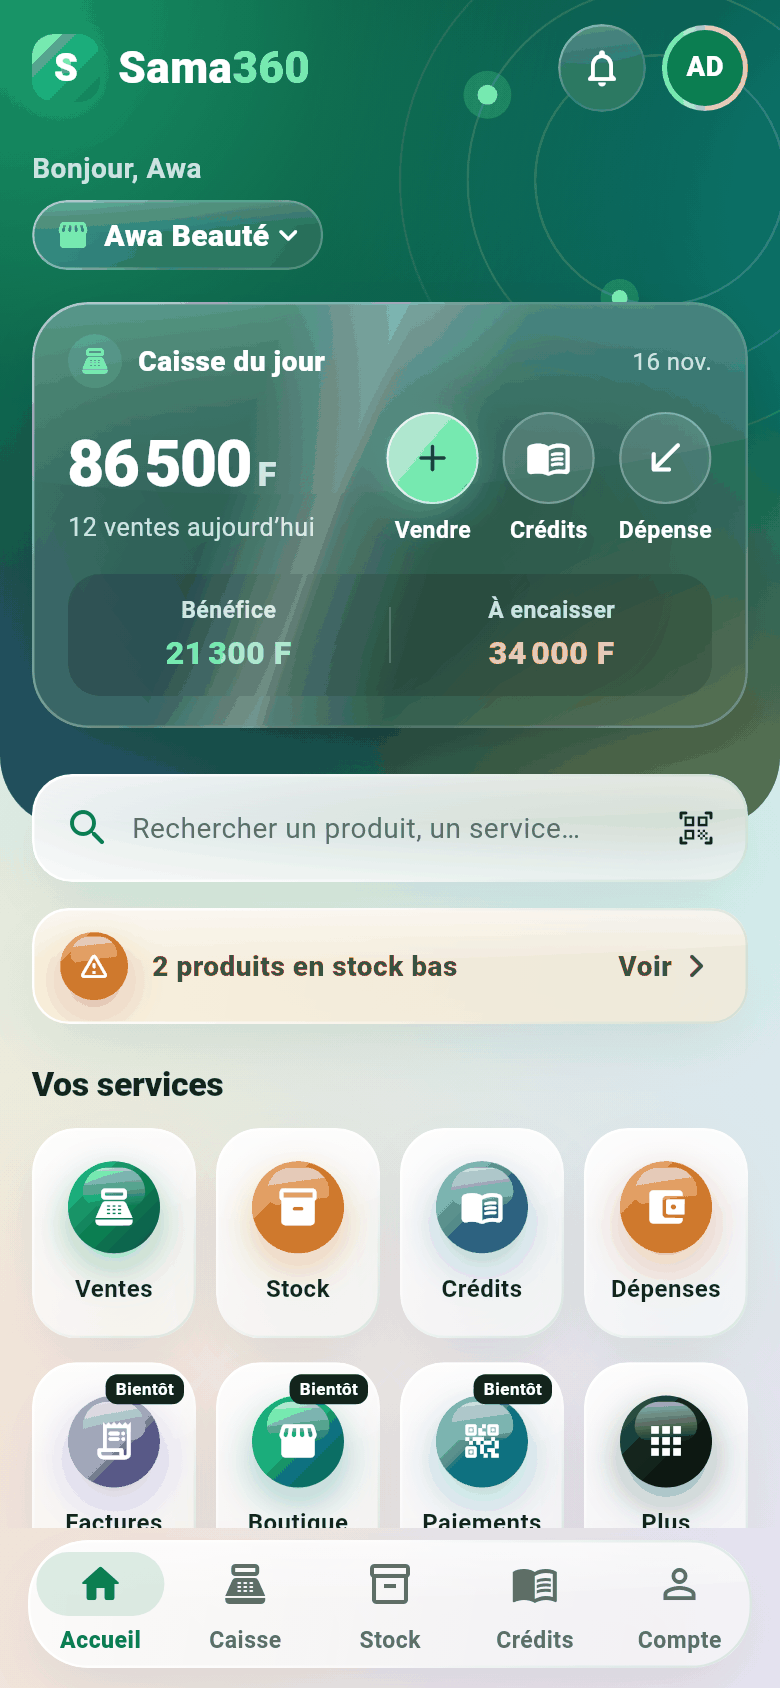 S Sama360 AD
Bonjour, Awa
Awa Beauté
Caisse du jour 16 nov.
86 500 F
12 ventes aujourd’hui
Vendre Crédits Dépense
Bénéfice À encaisser
21 300 F 34 000 F
Rechercher un produit, un service…
2 produits en stock bas Voir
Vos services
Ventes Stock Crédits Dépenses
Bientôt Bientôt Bientôt
Factures Boutique Paiements Plus
Accueil Caisse Stock Crédits Compte